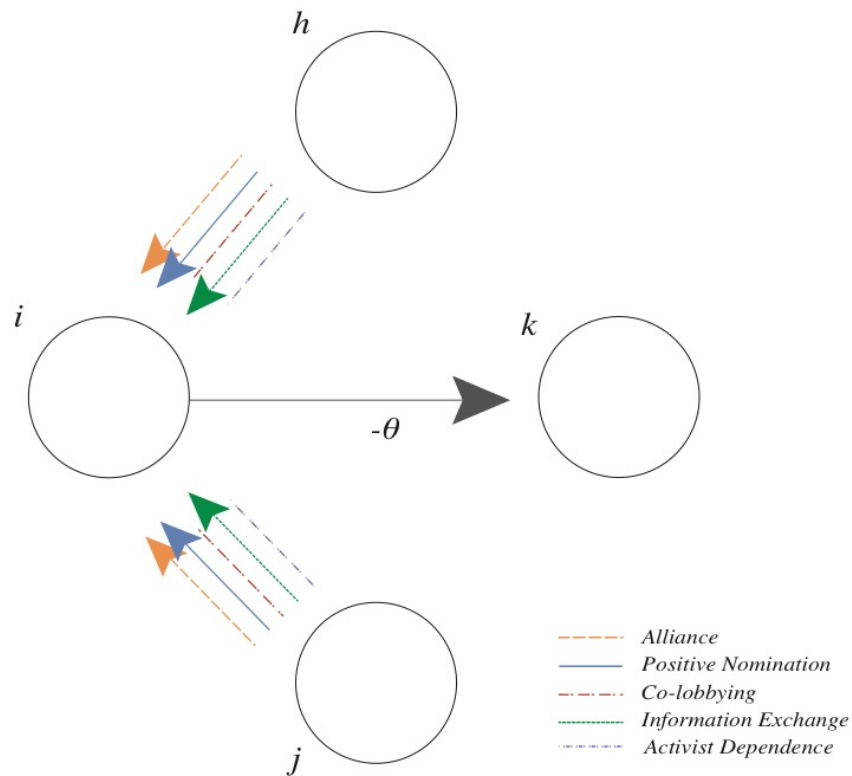 h
i
k
-θ
j
Alliance
Positive Nomination
Co-lobbying
Information Exchange
Activist Dependence